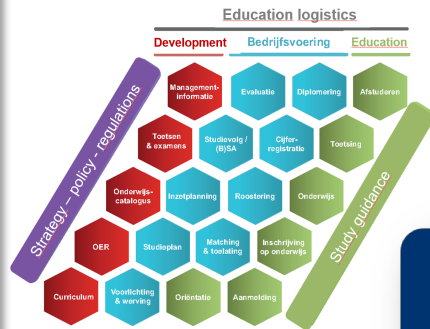 Education logistics
Development Bedrijfsvoering Education
Strategy – policy - regulations
Management-
informatie
Evaluatie
Diplomering
Afstuderen
Toetsen
& examens
Studievolg /
(B)SA
Cijfer-
registratie
Toetsing
Onderwijs-
catalogus
Inzetplanning
Roostering
Onderwijs
OER
Studieplan
Matching
& toelating
Inschrijving
op onderwijs
Curriculum
Voorlichting
& werving
Oriëntatie
Aanmelding
Study guidance